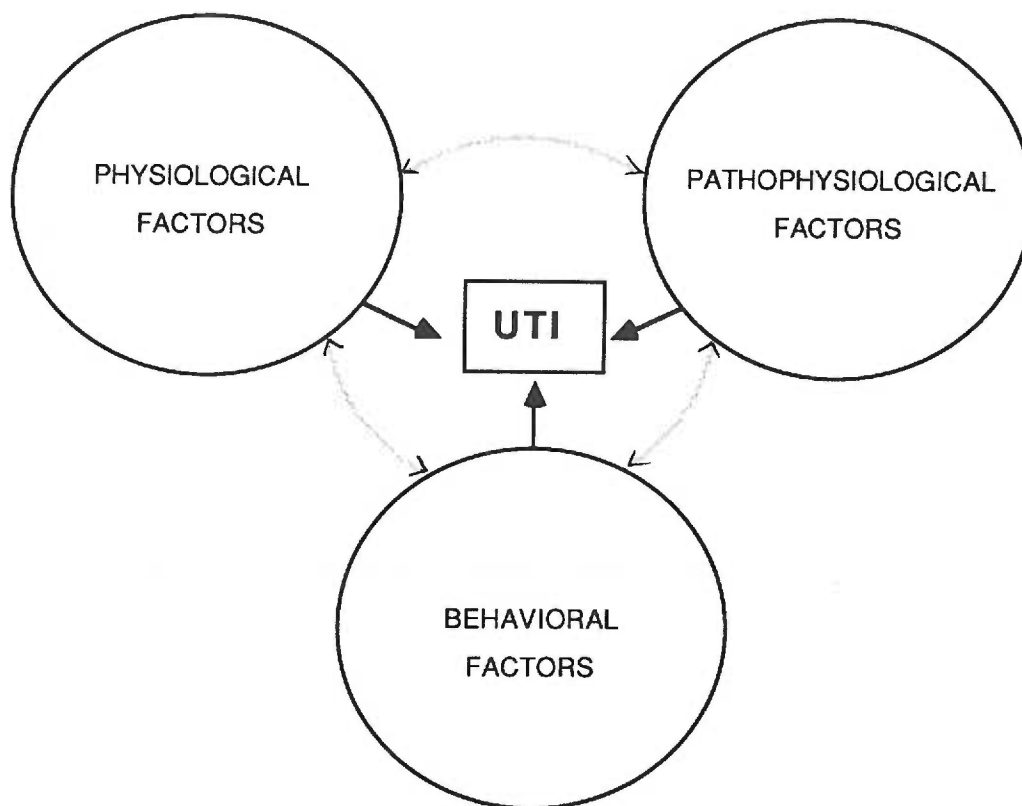 PHYSIOLOGICAL
FACTORS
PATHOPHYSIOLOGICAL
FACTORS
UTI
BEHAVIORAL
FACTORS